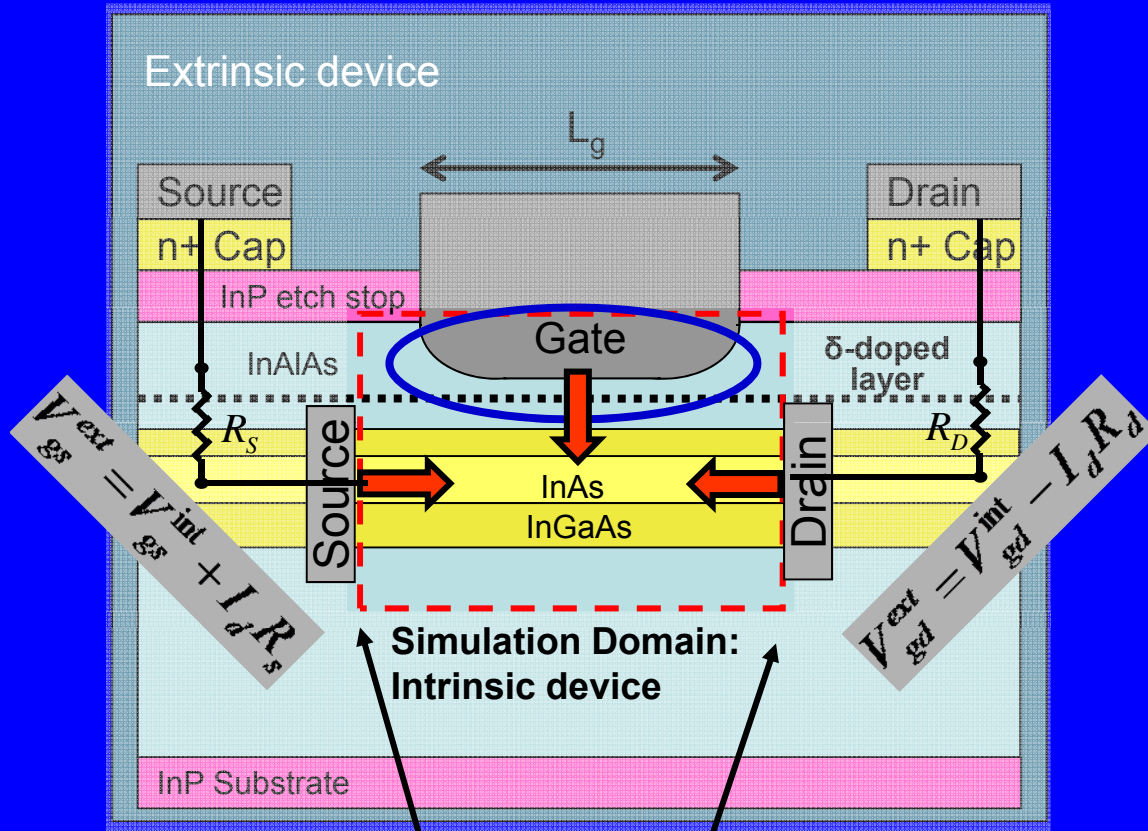 Extrinsic device
L_g
Source
Drain
n+ Cap
n+ Cap
InP etch stop
Gate
InAlAs
δ-doped
layer
R_S
R_D
V_gs^ext = V_gs^int + I_d R_s
V_gd^ext = V_gd^int - I_d R_d
Source
Drain
InAs
InGaAs
Simulation Domain:
Intrinsic device
InP Substrate